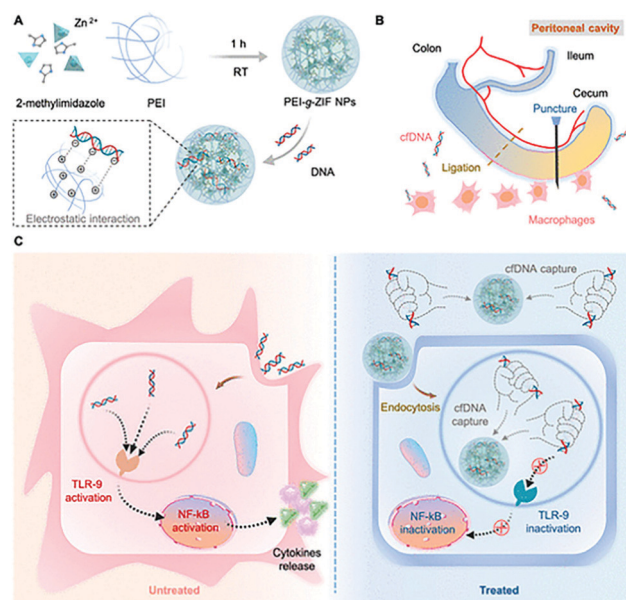 A
Zn2+
2-methylimidazole
PEI
1 h
RT
PEI-g-ZIF NPs
DNA
Electrostatic interaction
B
Peritoneal cavity
Colon
Ileum
Cecum
Puncture
cfDNA
Ligation
Macrophages
C
TLR-9
activation
NF-kB
activation
Cytokines
release
Untreated
cfDNA capture
Endocytosis
cfDNA
capture
NF-kB
inactivation
TLR-9
inactivation
Treated